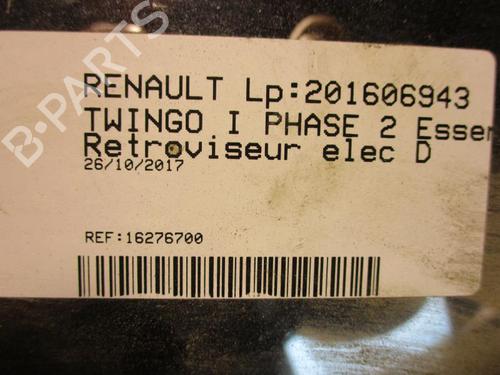 B-PARTS
RENAULT Lp:201606943
TWINGO I PHASE 2 Essen
Retroviseur elec D
26/10/2017
REF:16276700